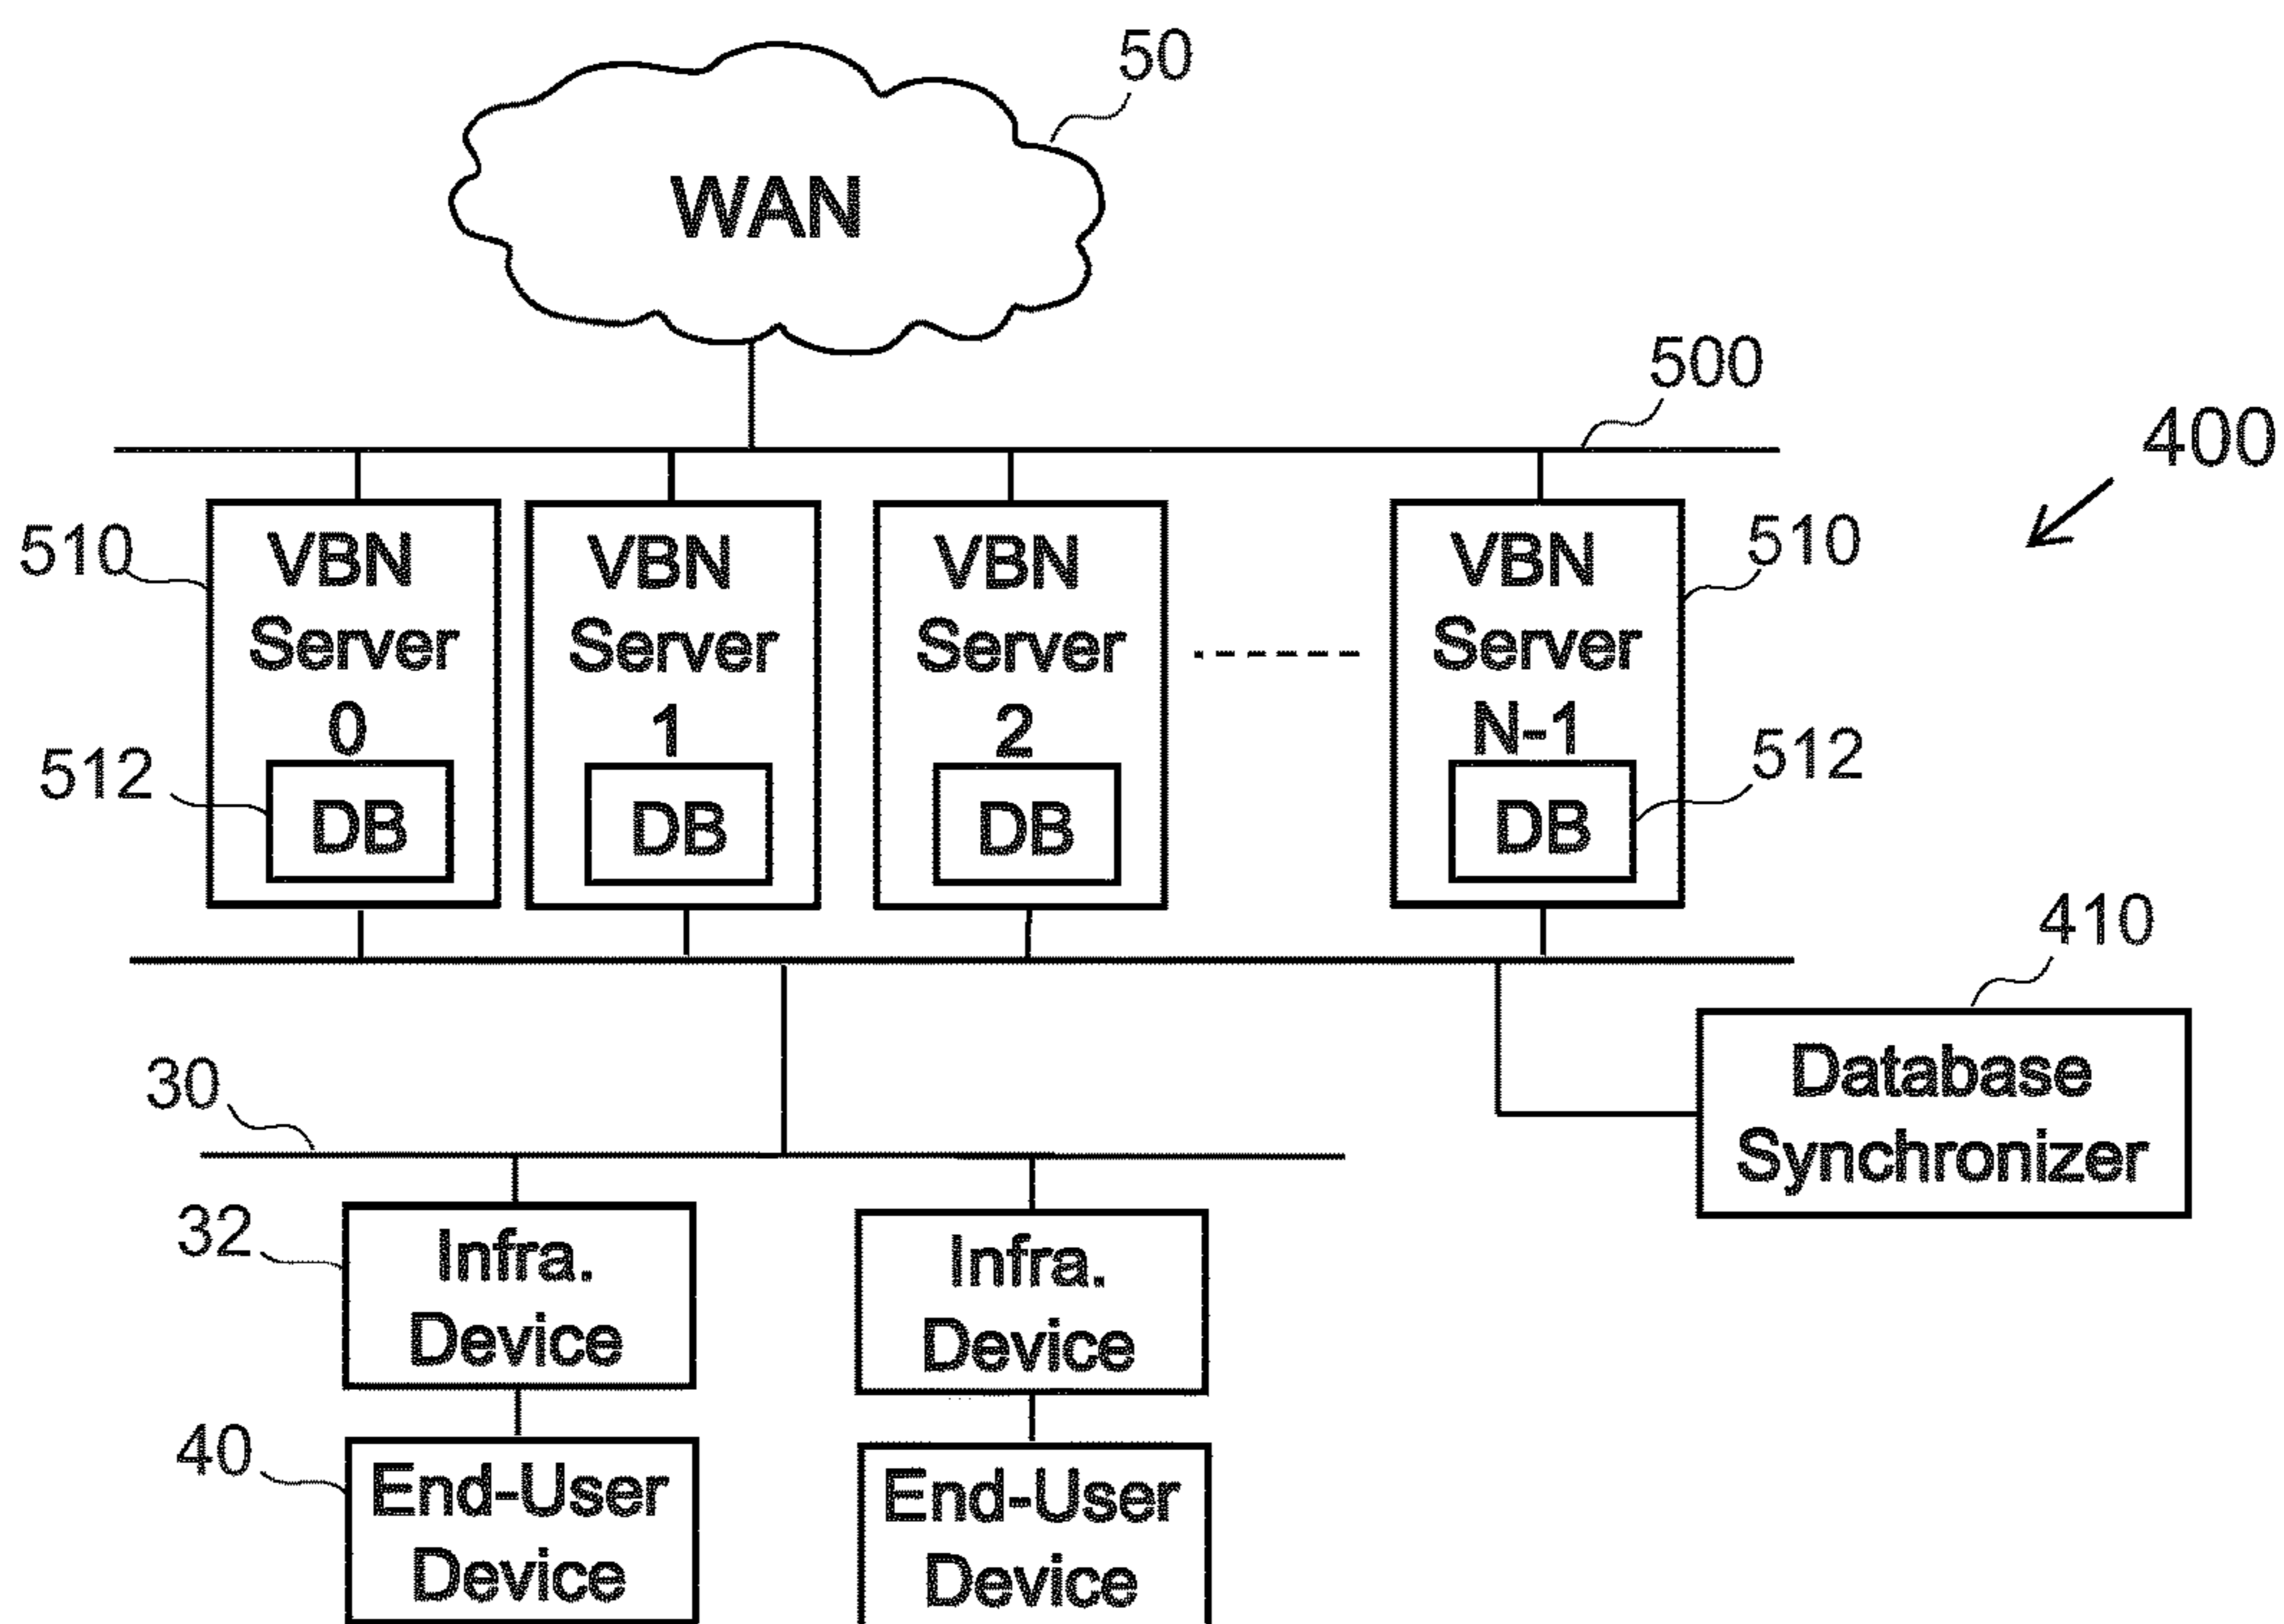 50
WAN
500
400
510
VBN
Server
0
DB
VBN
Server
1
DB
VBN
Server
2
DB
VBN
Server
N-1
DB
510
512
512
410
Database
Synchronizer
30
32
Infra.
Device
Infra.
Device
40
End-User
Device
End-User
Device